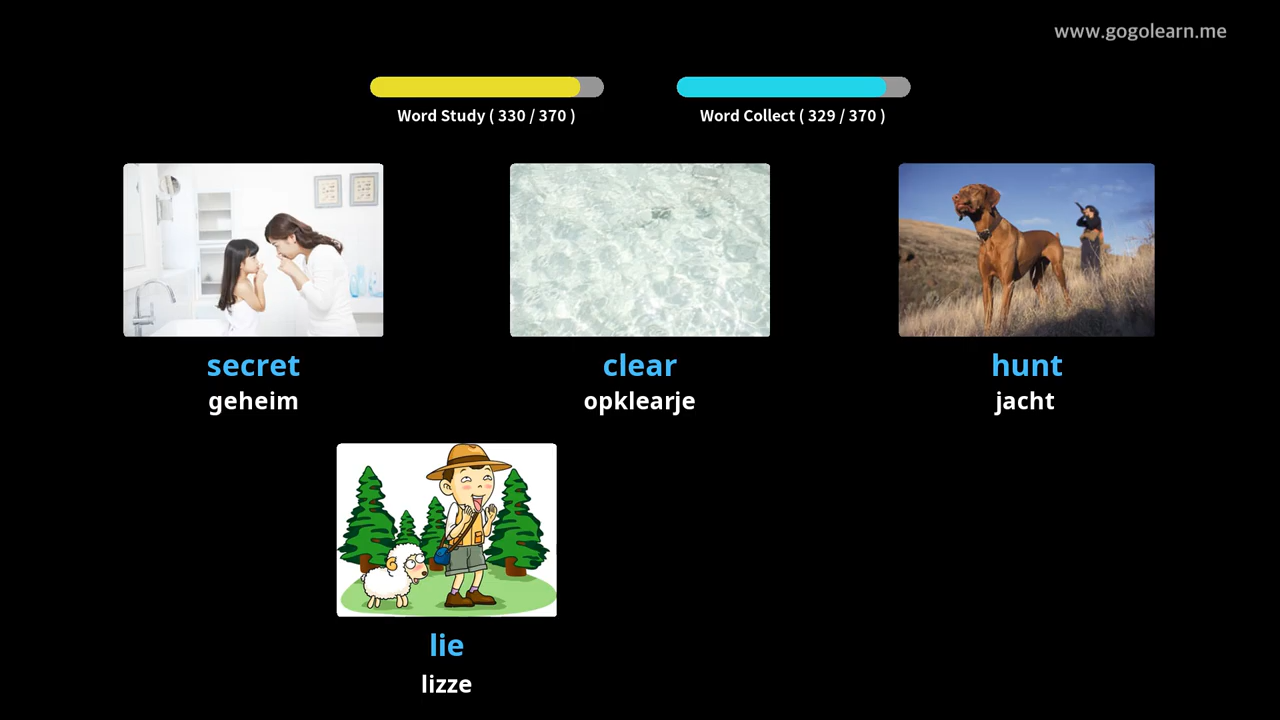 www.gogolearn.me
Word Study ( 330 / 370 )
Word Collect ( 329 / 370 )
secret
geheim
clear
opklearje
hunt
jacht
lie
lizze